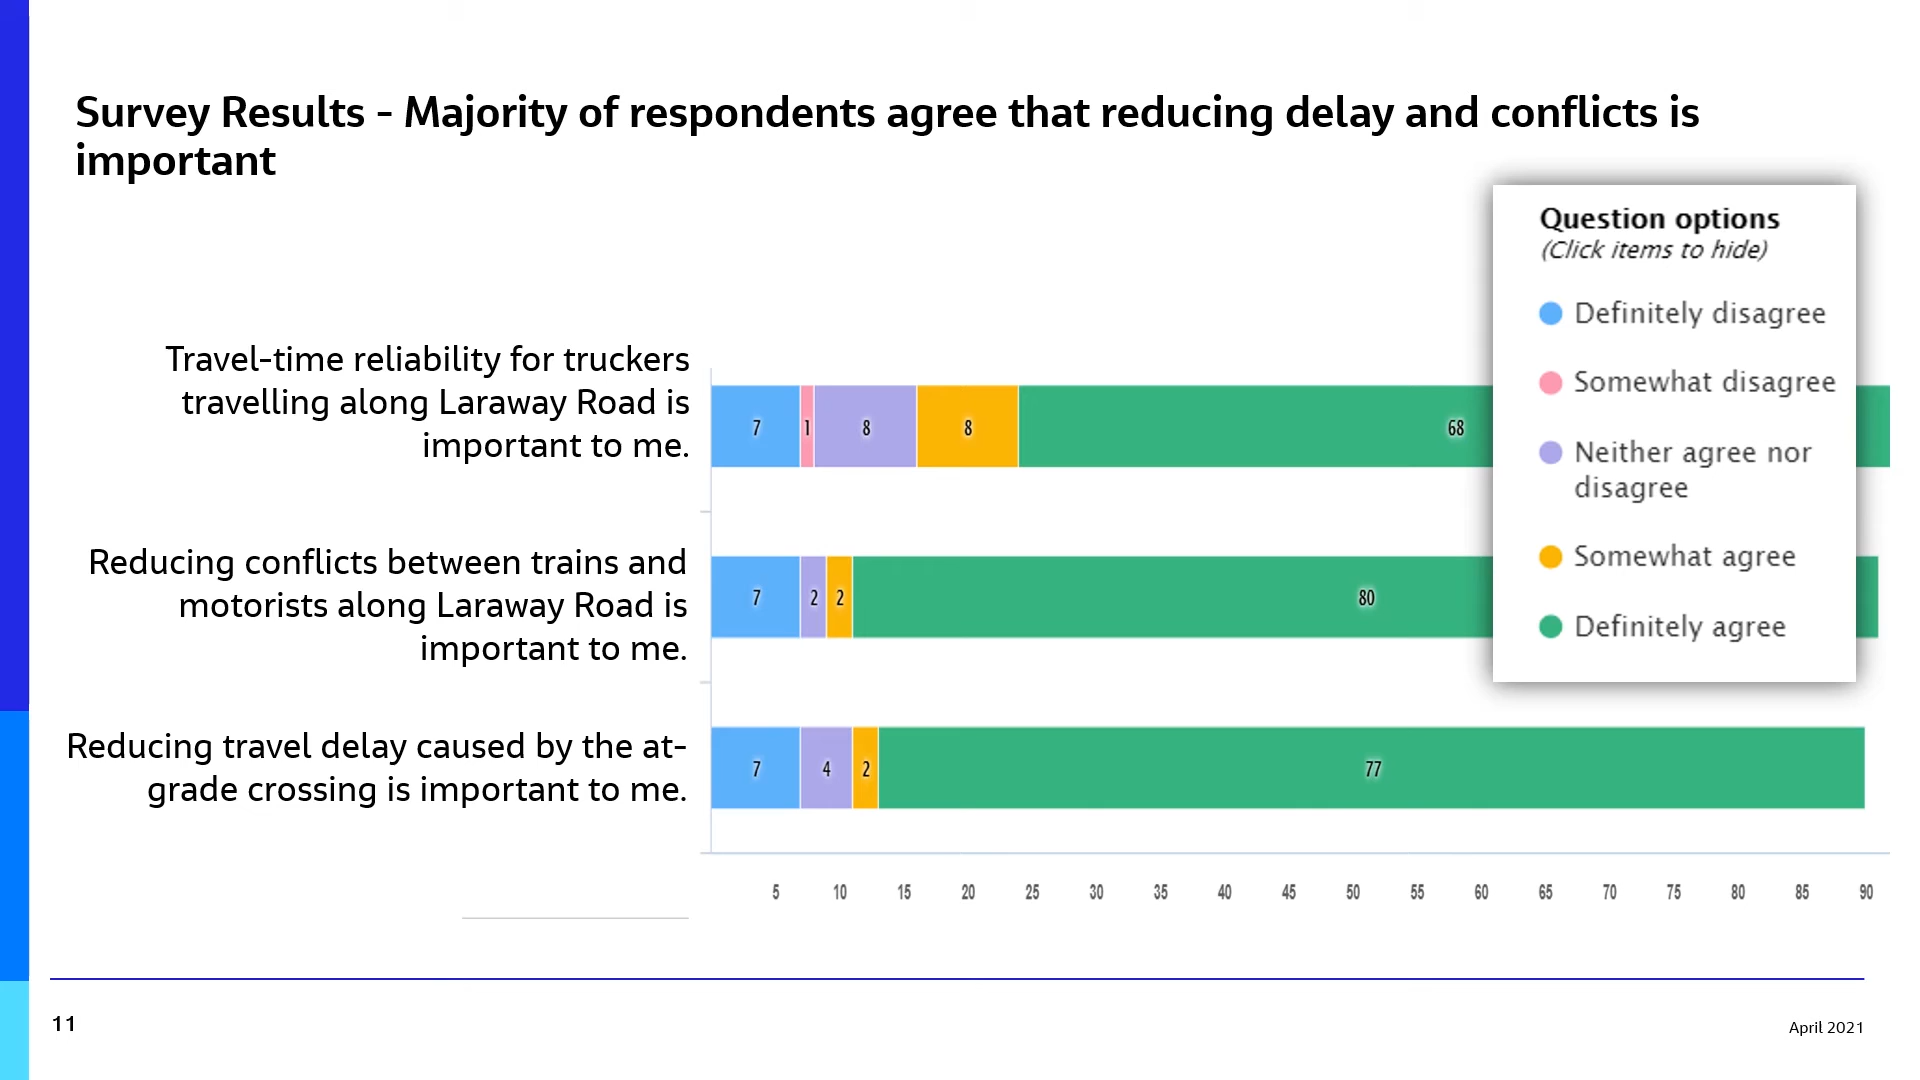 Survey Results - Majority of respondents agree that reducing delay and conflicts is
important
Question options
(Click items to hide)
Definitely disagree
Somewhat disagree
Neither agree nor
disagree
Somewhat agree
Definitely agree
Travel-time reliability for truckers
travelling along Laraway Road is
important to me.
7 1 8 8 68
Reducing conflicts between trains and
motorists along Laraway Road is
important to me.
7 2 2 80
Reducing travel delay caused by the at-
grade crossing is important to me.
7 4 2 77
5 10 15 20 25 30 35 40 45 50 55 60 65 70 75 80 85 90
11
April 2021